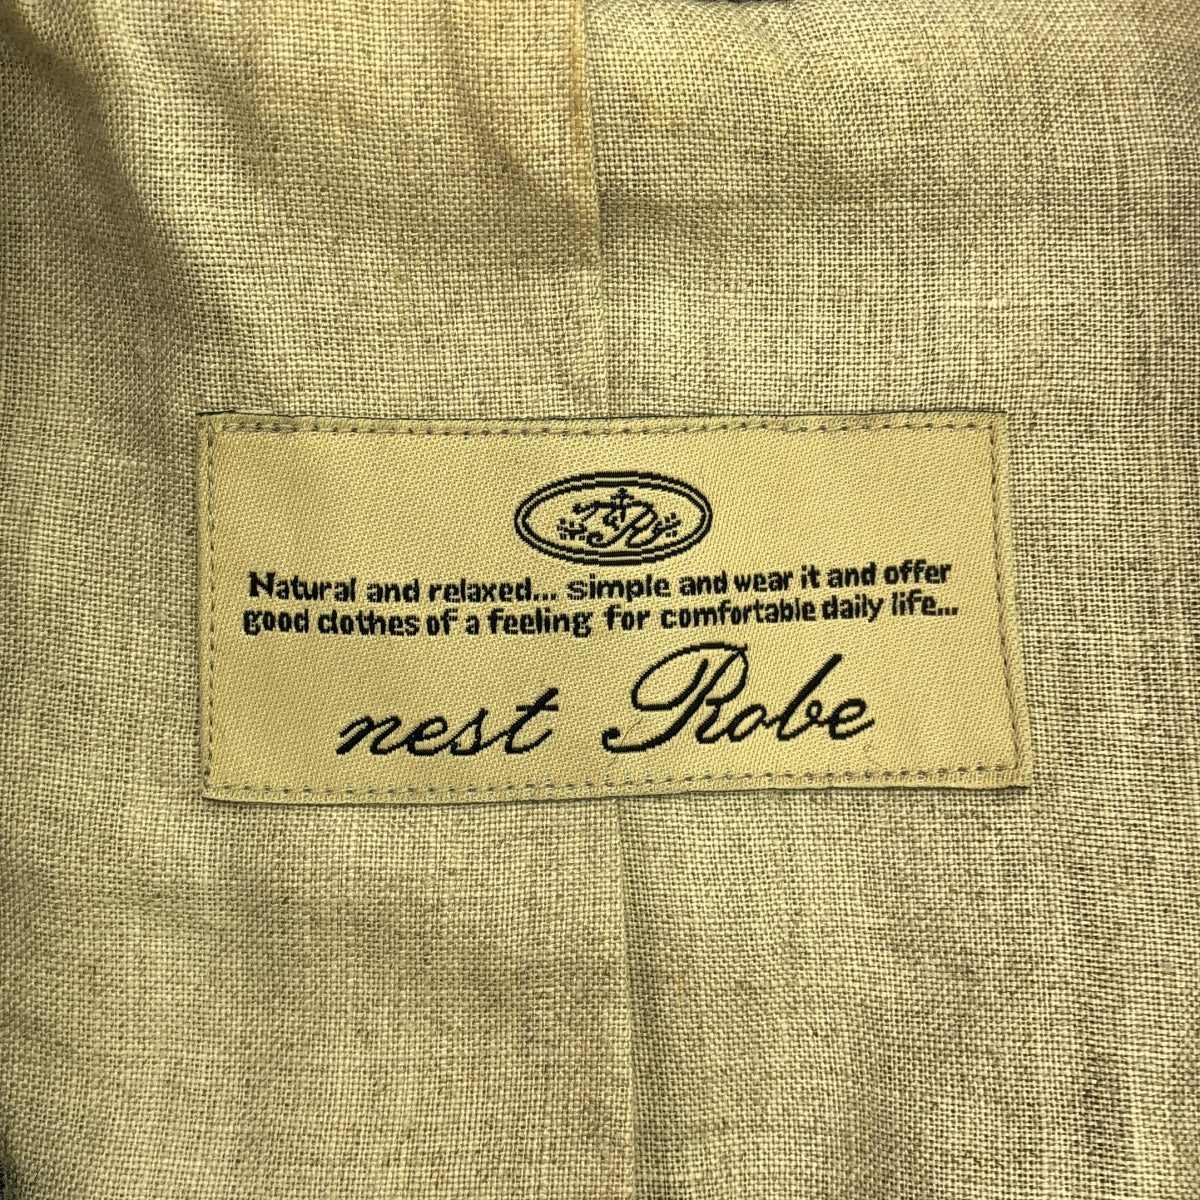 Natural and relaxed... simple and wear it and offer
good clothes of a feeling for comfortable daily life...
nest Robe